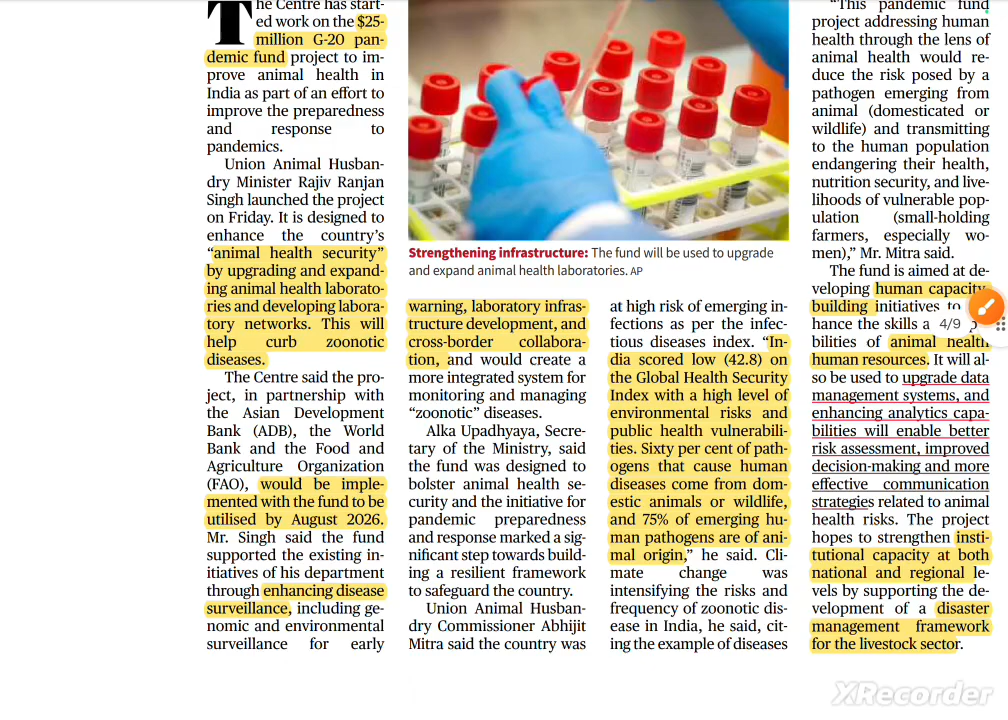 The Centre has start-
ed work on the $25-
million G-20 pan-
demic fund project to im-
prove animal health in
India as part of an effort to
improve the preparedness
and response to
pandemics.
Union Animal Husban-
dry Minister Rajiv Ranjan
Singh launched the project
on Friday. It is designed to
enhance the country's
"animal health security"
by upgrading and expand-
ing animal health laborato-
ries and developing labora-
tory networks. This will
help curb zoonotic
diseases.
The Centre said the pro-
ject, in partnership with
the Asian Development
Bank (ADB), the World
Bank and the Food and
Agriculture Organization
(FAO), would be imple-
mented with the fund to be
utilised by August 2026.
Mr. Singh said the fund
supported the existing in-
itiatives of his department
through enhancing disease
surveillance, including ge-
nomic and environmental
surveillance for early
Strengthening infrastructure: The fund will be used to upgrade
and expand animal health laboratories. AP
warning, laboratory infras-
tructure development, and
cross-border collabora-
tion, and would create a
more integrated system for
monitoring and managing
"zoonotic" diseases.
Alka Upadhyaya, Secre-
tary of the Ministry, said
the fund was designed to
bolster animal health se-
curity and the initiative for
pandemic preparedness
and response marked a sig-
nificant step towards build-
ing a resilient framework
to safeguard the country.
Union Animal Husban-
dry Commissioner Abhijit
Mitra said the country was
at high risk of emerging in-
fections as per the infec-
tious diseases index. "In-
dia scored low (42.8) on
the Global Health Security
Index with a high level of
environmental risks and
public health vulnerabili-
ties. Sixty per cent of path-
ogens that cause human
diseases come from dom-
estic animals or wildlife,
and 75% of emerging hu-
man pathogens are of ani-
mal origin," he said. Cli-
mate change was
intensifying the risks and
frequency of zoonotic dis-
ease in India, he said, cit-
ing the example of diseases
"This pandemic fund
project addressing human
health through the lens of
animal health would re-
duce the risk posed by a
pathogen emerging from
animal (domesticated or
wildlife) and transmitting
to the human population
endangering their health,
nutrition security, and live-
lihoods of vulnerable pop-
ulation (small-holding
farmers, especially wo-
men)," Mr. Mitra said.
The fund is aimed at de-
veloping human capacity-
building initiatives to
hance the skills a
bilities of animal health
human resources. It will al-
so be used to upgrade data
management systems, and
enhancing analytics capa-
bilities will enable better
risk assessment, improved
decision-making and more
effective communication
strategies related to animal
health risks. The project
hopes to strengthen insti-
tutional capacity at both
national and regional le-
vels by supporting the de-
velopment of a disaster
management framework
for the livestock sector.
4/9
XRecorder